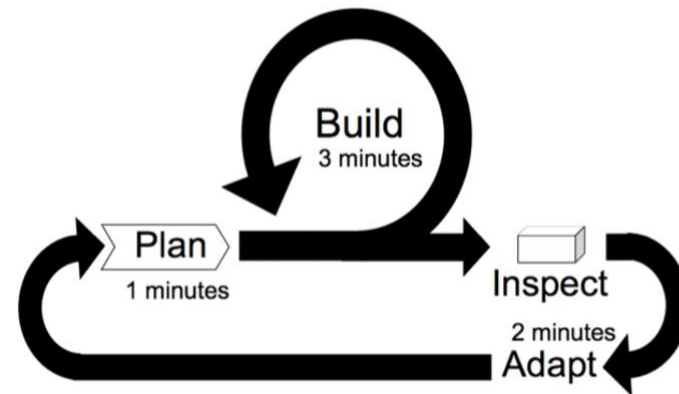 Build
3 minutes
Plan
1 minutes
Inspect
2 minutes
Adapt